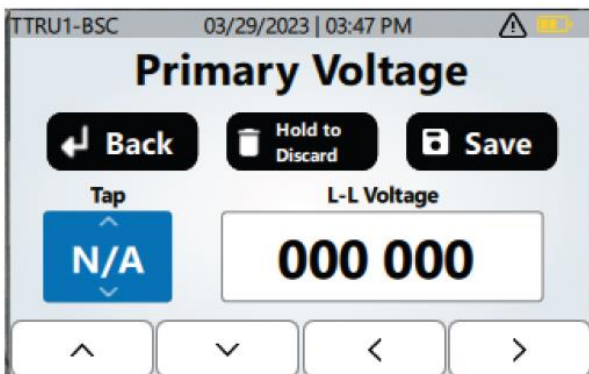 TTRU1-BSC 03/29/2023 | 03:47 PM
Primary Voltage
Back
Hold to
Discard
Save
Tap L-L Voltage
N/A 000 000